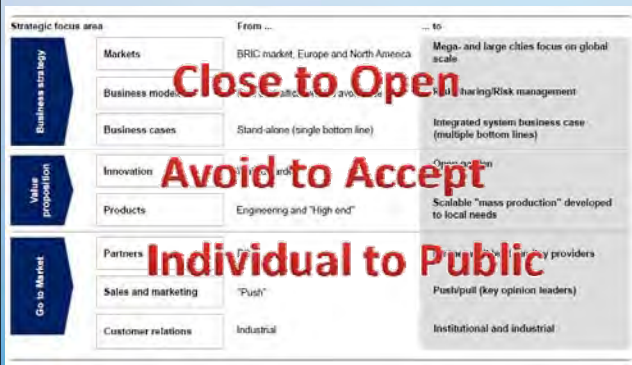 Strategic focus area From ... ... to
Business strategy
Markets BRIC market, Europe and North America Mega- and large cities focus on global scale
Close to Open
Business models Risk sharing/Risk management
Business cases Stand-alone (single bottom line) Integrated system business case (multiple bottom lines)
Value proposition
Innovation
Avoid to Accept
Products Engineering and "High end" Scalable "mass production" developed to local needs
Go to Market
Partners providers
Individual to Public
Sales and marketing "Push" Push/pull (key opinion leaders)
Customer relations Industrial Institutional and industrial